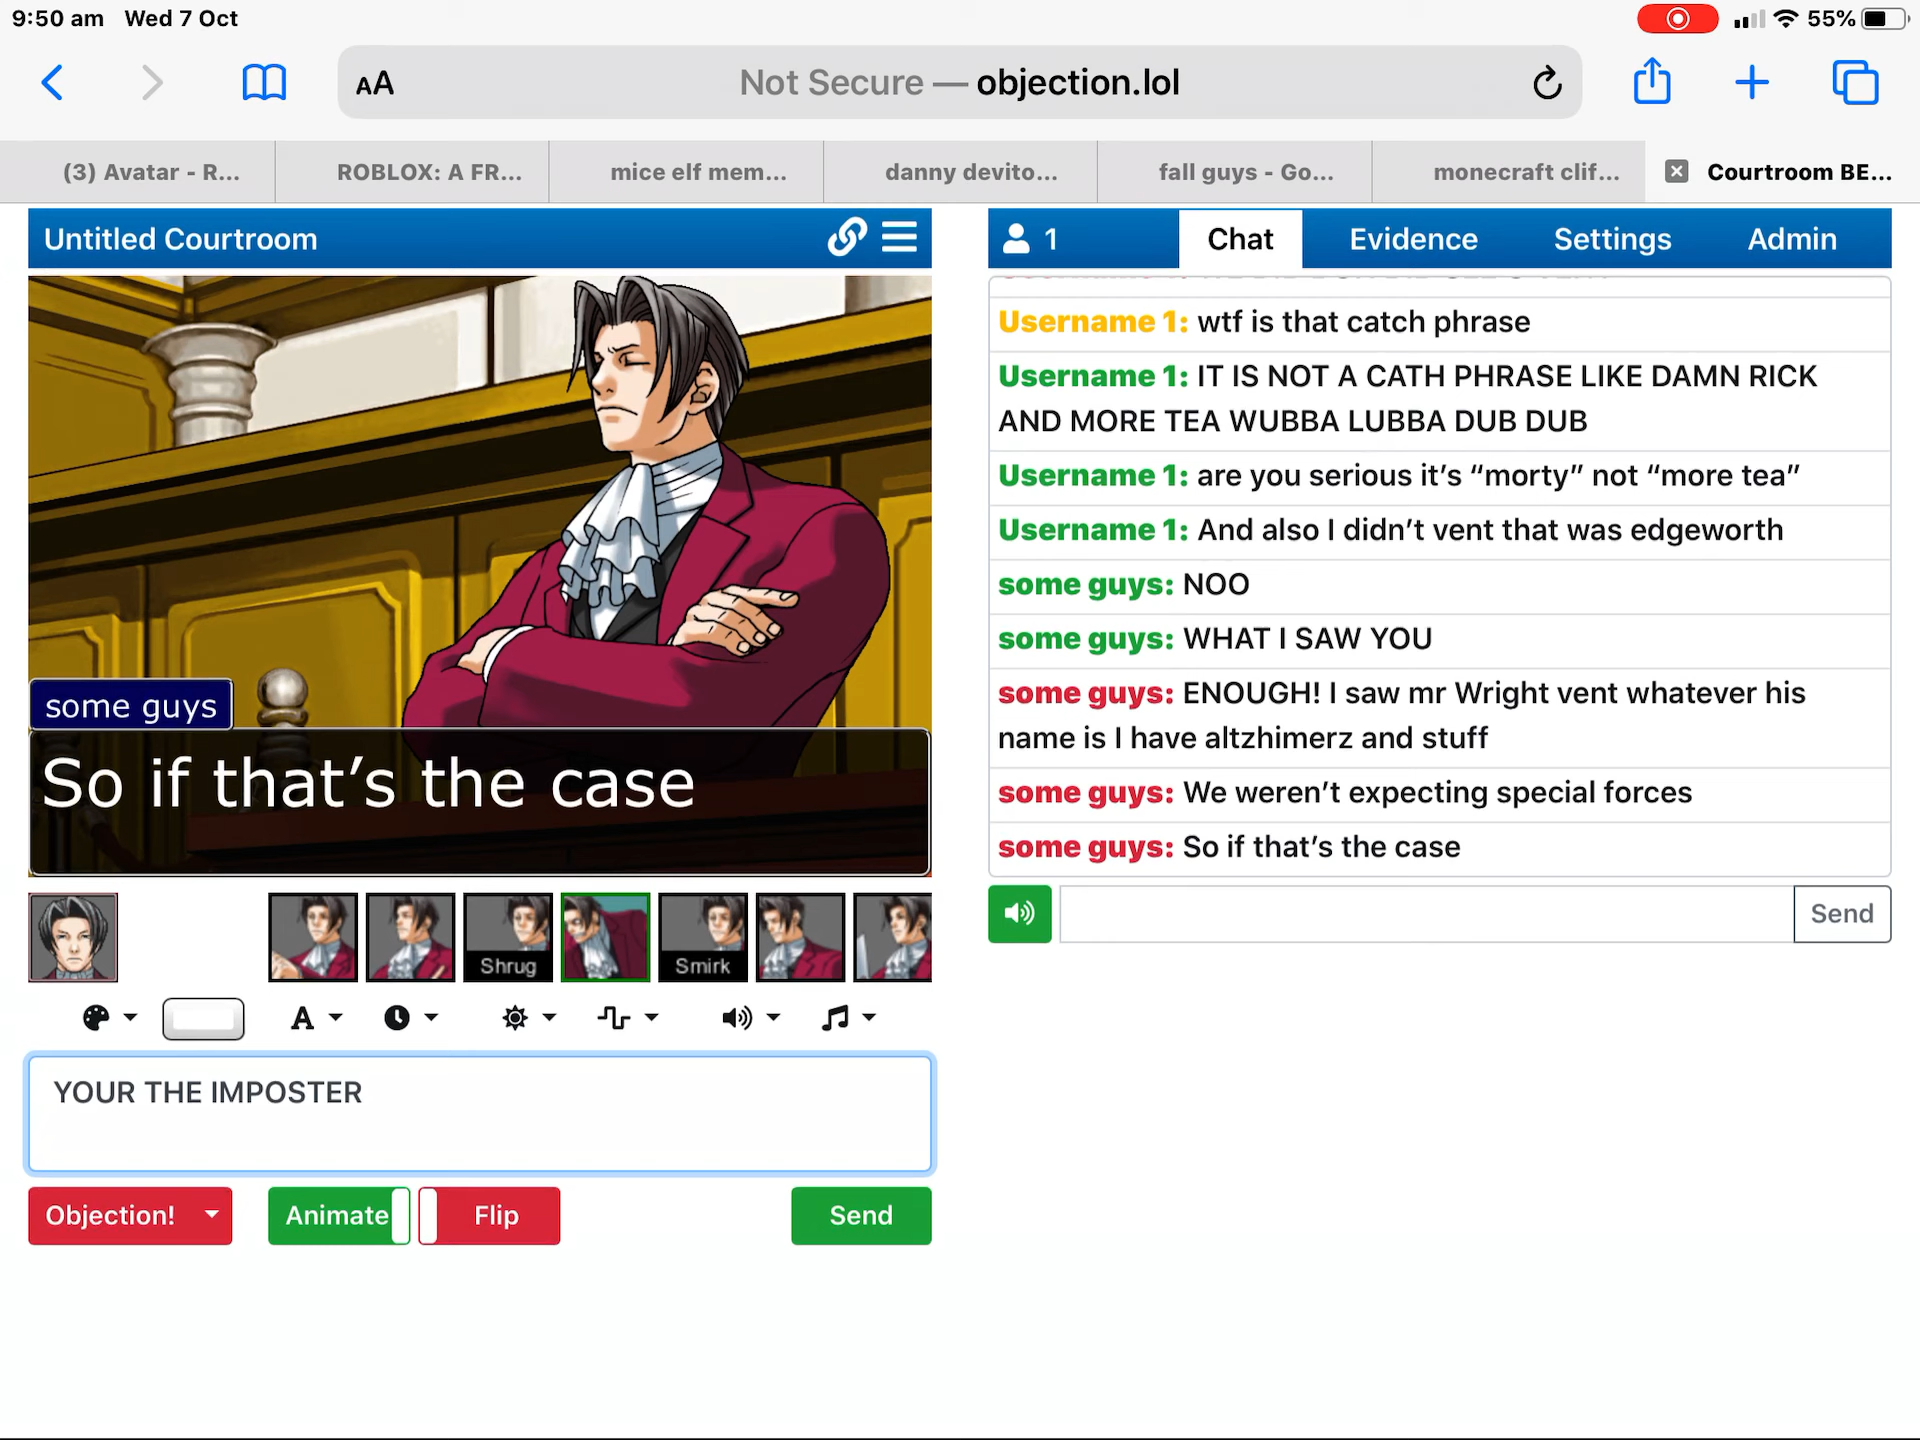 9:50 am Wed 7 Oct
55%
AA
Not Secure — objection.lol
(3) Avatar - R...
ROBLOX: A FR...
mice elf mem...
danny devito...
fall guys - Go...
monecraft clif...
Courtroom BE...
Untitled Courtroom
1
Chat
Evidence
Settings
Admin
Username 1: wtf is that catch phrase
Username 1: IT IS NOT A CATH PHRASE LIKE DAMN RICK
AND MORE TEA WUBBA LUBBA DUB DUB
Username 1: are you serious it’s “morty” not “more tea”
Username 1: And also I didn’t vent that was edgeworth
some guys: NOO
some guys: WHAT I SAW YOU
some guys: ENOUGH! I saw mr Wright vent whatever his
name is I have altzhimerz and stuff
some guys: We weren’t expecting special forces
some guys: So if that’s the case
Send
some guys
So if that’s the case
Shrug
Smirk
A
YOUR THE IMPOSTER
Objection!
Animate
Flip
Send